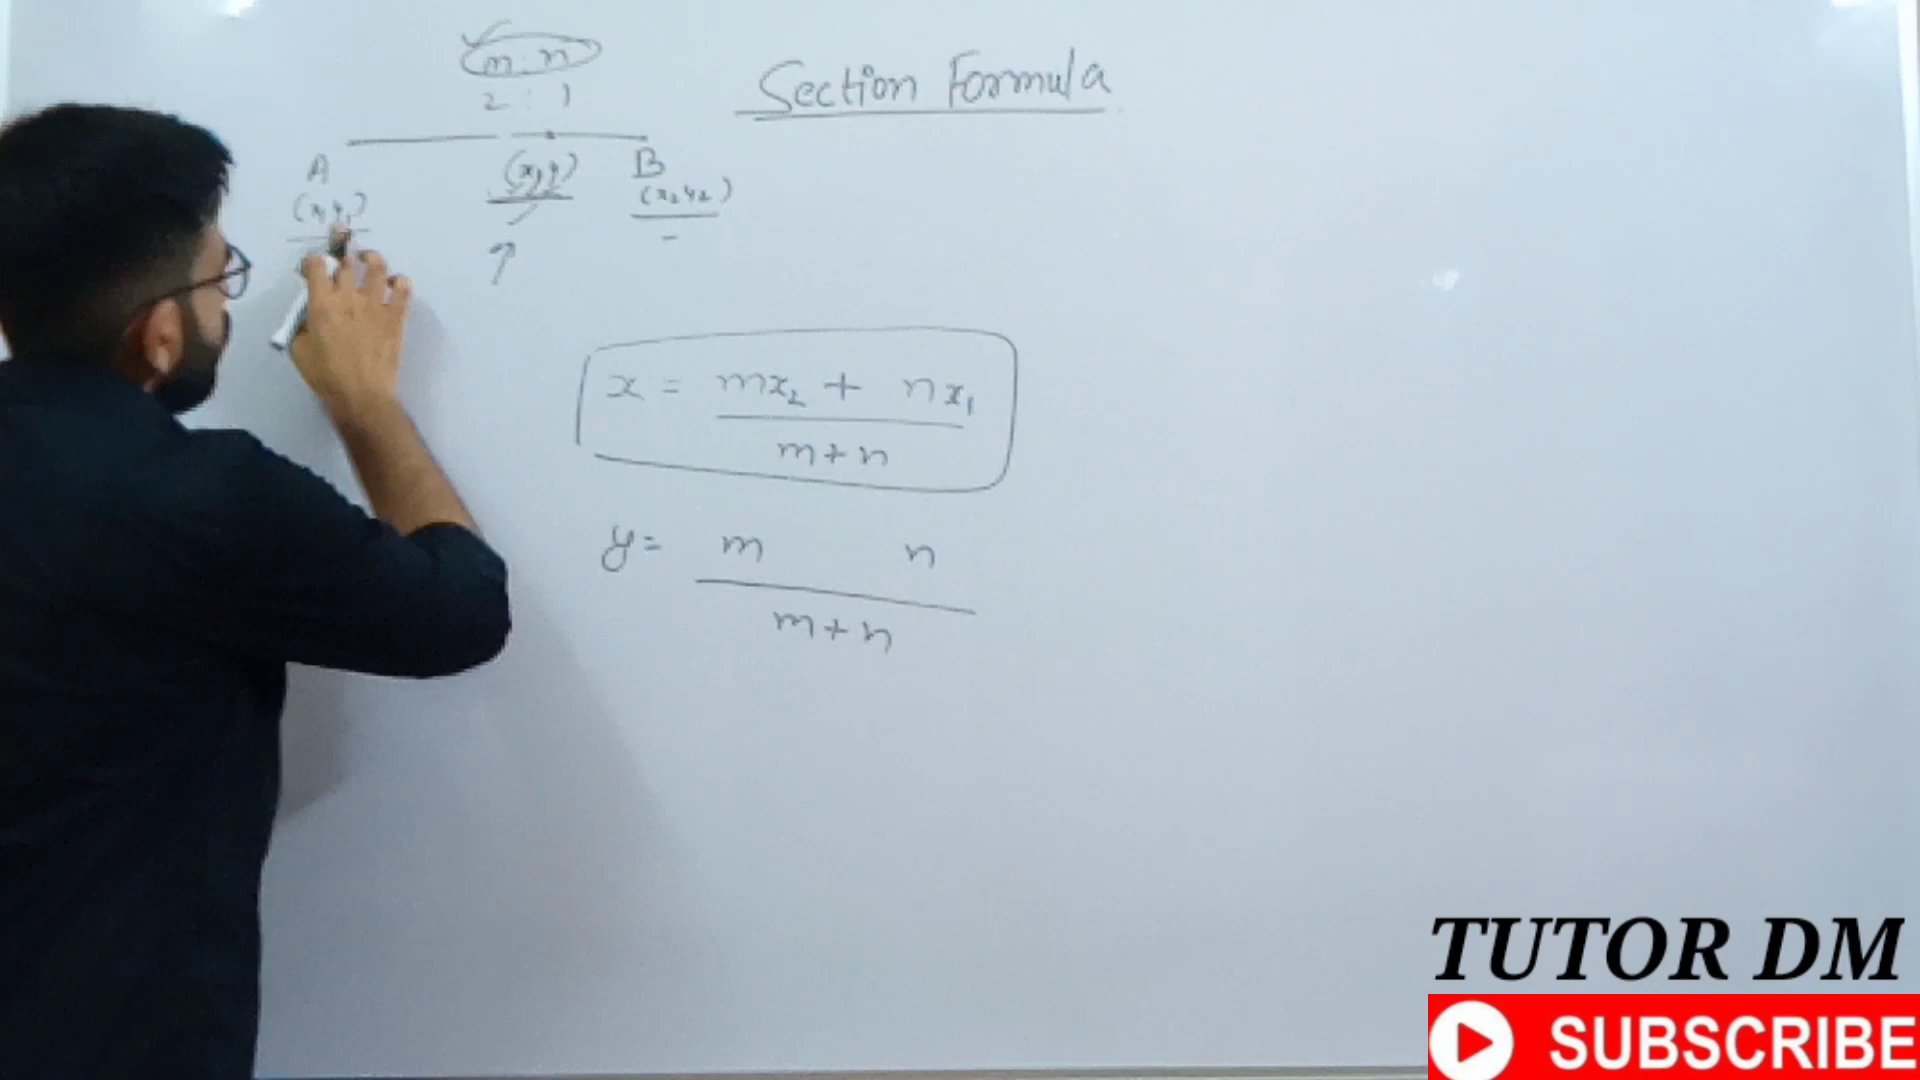 m : n
2 : 1
Section Formula
A (x, y) B
(x₁ y₁) (x₂ y₂)
x = mx₂ + nx₁
m + n
y = m n
m + n
TUTOR DM
SUBSCRIBE